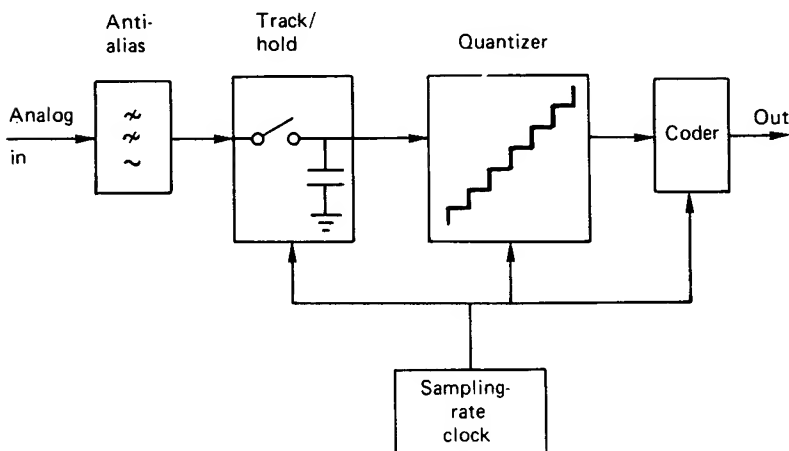 Anti-
alias
Track/
hold
Quantizer
Analog
in
Coder
Out
Sampling-
rate
clock